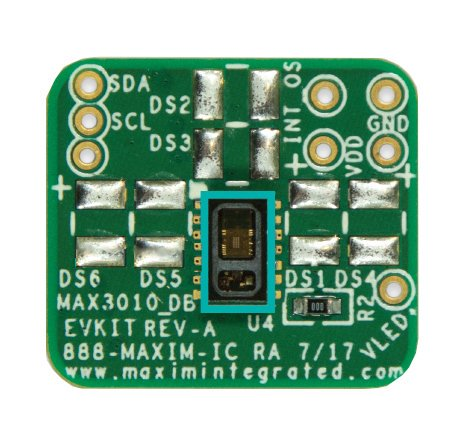 SDA
SCL
DS2
DS3
OS
INT
GND
VDD
+
+
+
DS6
DS5
DS1
DS4
MAX3010_DB
EVKIT REV-A
U4
R2
000
VLED+
888-MAXIM-IC RA 7/17
www.maximintegrated.com